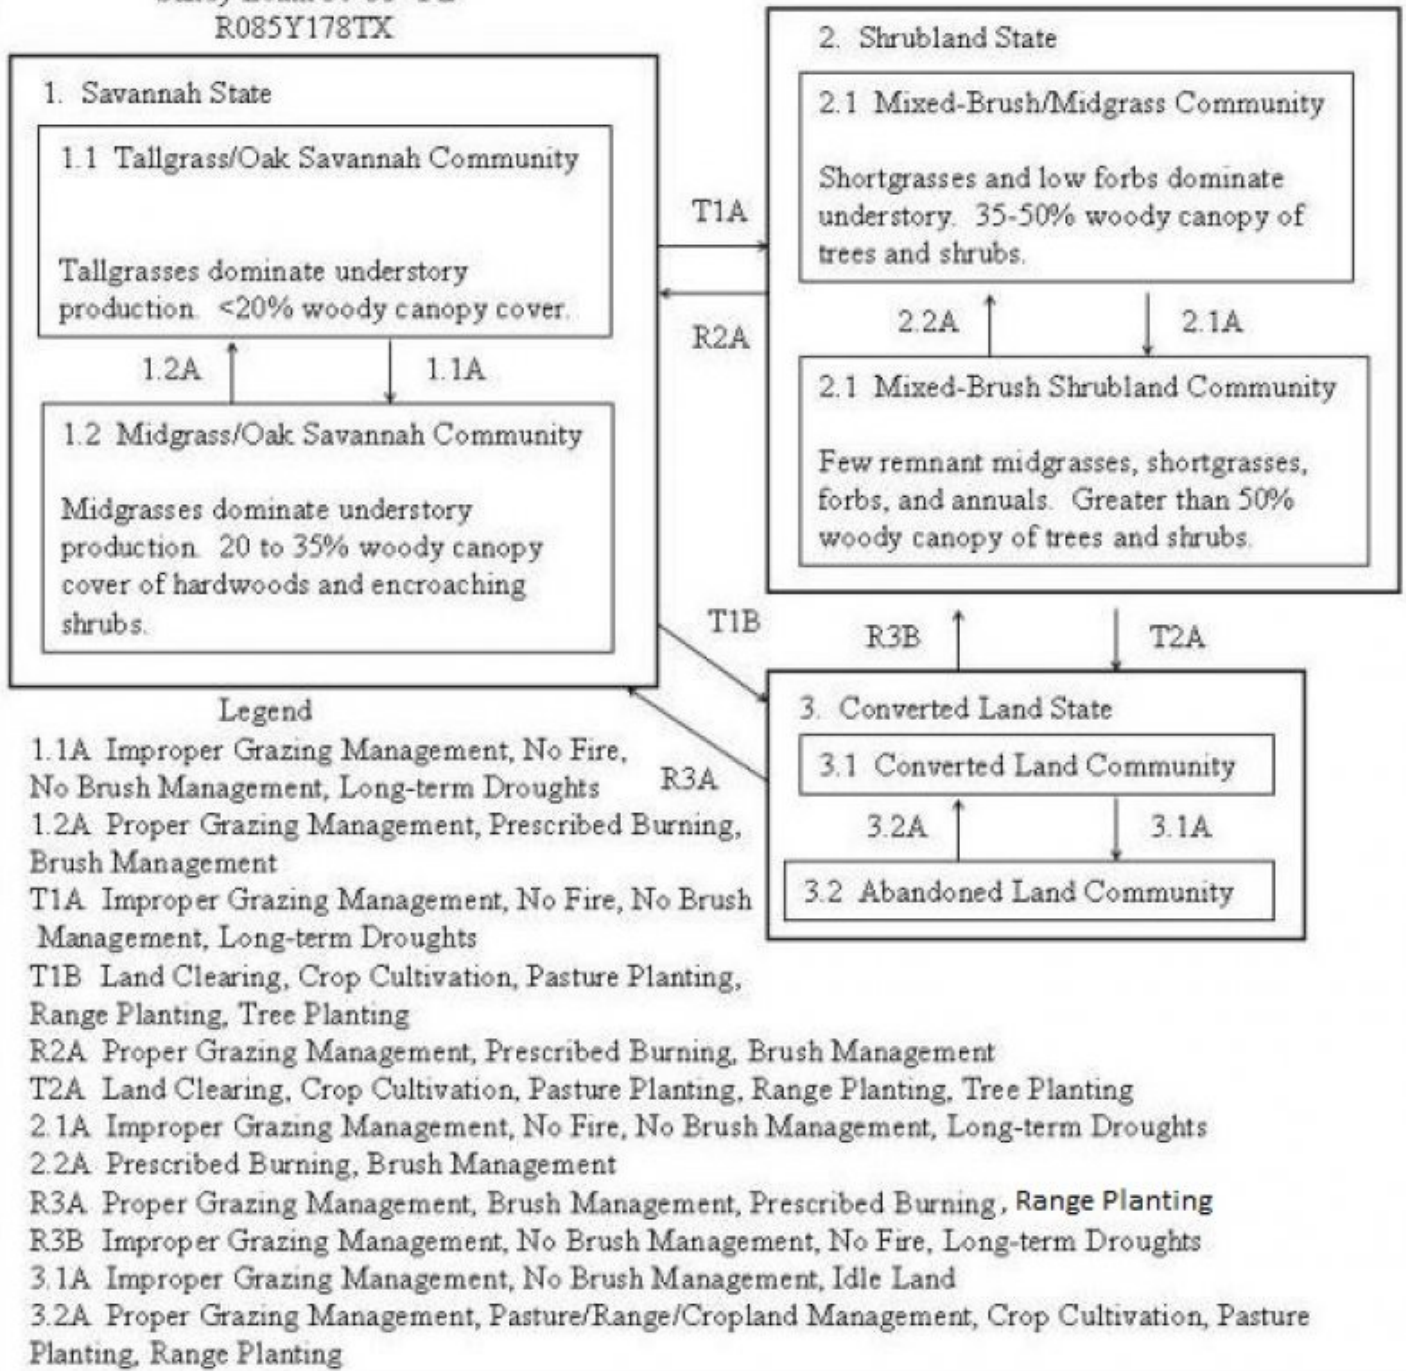 R085Y178TX
1. Savannah State
1.1 Tallgrass/Oak Savannah Community
Tallgrasses dominate understory
production. <20% woody canopy cover.
1.2A
1.1A
1.2 Midgrass/Oak Savannah Community
Midgrasses dominate understory
production. 20 to 35% woody canopy
cover of hardwoods and encroaching
shrubs.
T1A
R2A
2. Shrubland State
2.1 Mixed-Brush/Midgrass Community
Shortgrasses and low forbs dominate
understory. 35-50% woody canopy of
trees and shrubs.
2.2A
2.1A
2.1 Mixed-Brush Shrubland Community
Few remnant midgrasses, shortgrasses,
forbs, and annuals. Greater than 50%
woody canopy of trees and shrubs.
T1B
R3B
T2A
R3A
3. Converted Land State
3.1 Converted Land Community
3.2A
3.1A
3.2 Abandoned Land Community
Legend
1.1A Improper Grazing Management, No Fire,
No Brush Management, Long-term Droughts
1.2A Proper Grazing Management, Prescribed Burning,
Brush Management
T1A Improper Grazing Management, No Fire, No Brush
Management, Long-term Droughts
T1B Land Clearing, Crop Cultivation, Pasture Planting,
Range Planting, Tree Planting
R2A Proper Grazing Management, Prescribed Burning, Brush Management
T2A Land Clearing, Crop Cultivation, Pasture Planting, Range Planting, Tree Planting
2.1A Improper Grazing Management, No Fire, No Brush Management, Long-term Droughts
2.2A Prescribed Burning, Brush Management
R3A Proper Grazing Management, Brush Management, Prescribed Burning, Range Planting
R3B Improper Grazing Management, No Brush Management, No Fire, Long-term Droughts
3.1A Improper Grazing Management, No Brush Management, Idle Land
3.2A Proper Grazing Management, Pasture/Range/Cropland Management, Crop Cultivation, Pasture
Planting, Range Planting